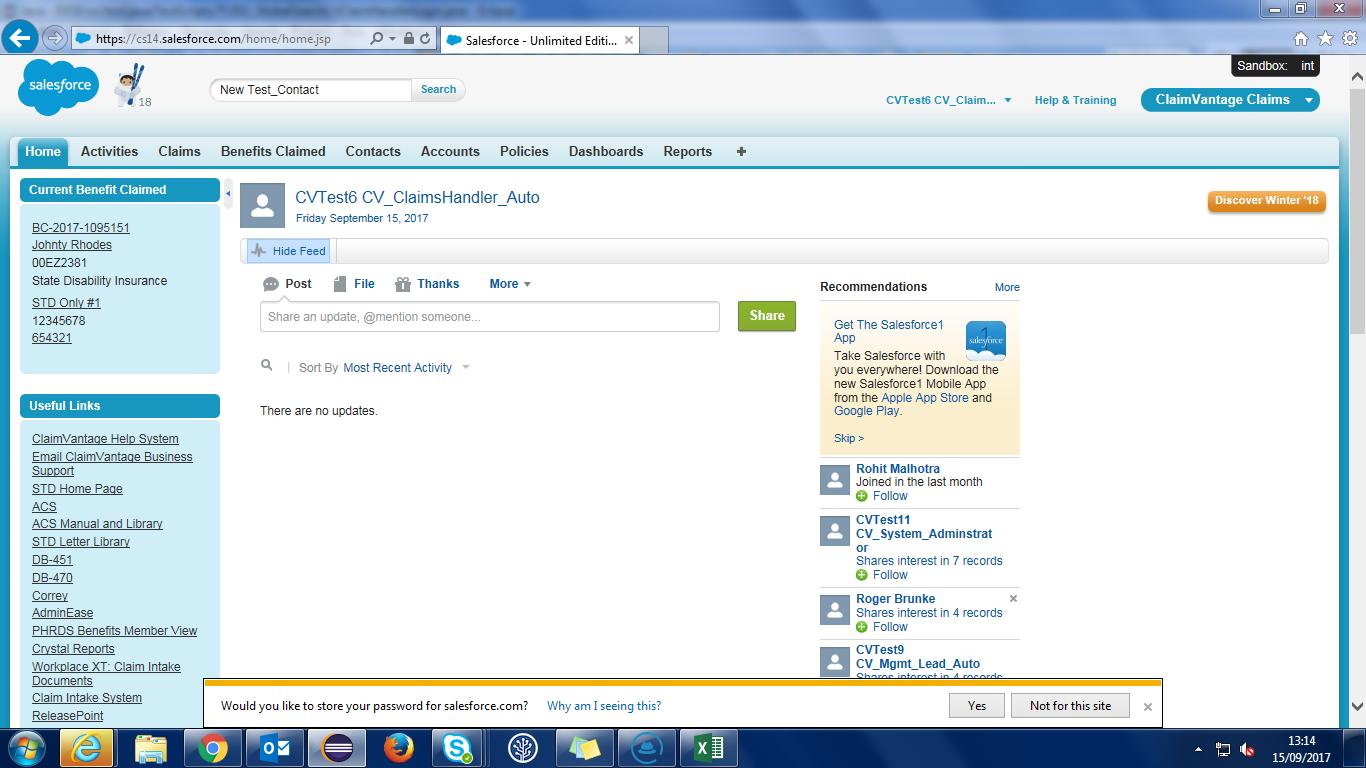 https://cs14.salesforce.com/home/home.jsp
Salesforce - Unlimited Editi...
Sandbox: int
salesforce
18
New Test_Contact
Search
CVTest6 CV_Claim...
Help & Training
ClaimVantage Claims
Home Activities Claims Benefits Claimed Contacts Accounts Policies Dashboards Reports +
Current Benefit Claimed
BC-2017-1095151
Johnty Rhodes
00EZ2381
State Disability Insurance
STD Only #1
12345678
654321
Useful Links
ClaimVantage Help System
Email ClaimVantage Business
Support
STD Home Page
ACS
ACS Manual and Library
STD Letter Library
DB-451
DB-470
Correy
AdminEase
PHRDS Benefits Member View
Crystal Reports
Workplace XT: Claim Intake
Documents
Claim Intake System
ReleasePoint
CVTest6 CV_ClaimsHandler_Auto
Friday September 15, 2017
Discover Winter '18
Hide Feed
Post File Thanks More
Share an update, @mention someone...
Share
Sort By Most Recent Activity
There are no updates.
Recommendations More
Get The Salesforce1
App
salesforce
1
Take Salesforce with
you everywhere! Download the
new Salesforce1 Mobile App
from the Apple App Store and
Google Play.
Skip >
Rohit Malhotra
Joined in the last month
Follow
CVTest11
CV_System_Adminstrat
or
Shares interest in 7 records
Follow
Roger Brunke
Shares interest in 4 records
Follow
CVTest9
CV_Mgmt_Lead_Auto
Shares interest in 4 records
Would you like to store your password for salesforce.com? Why am I seeing this? Yes Not for this site
13:14
15/09/2017